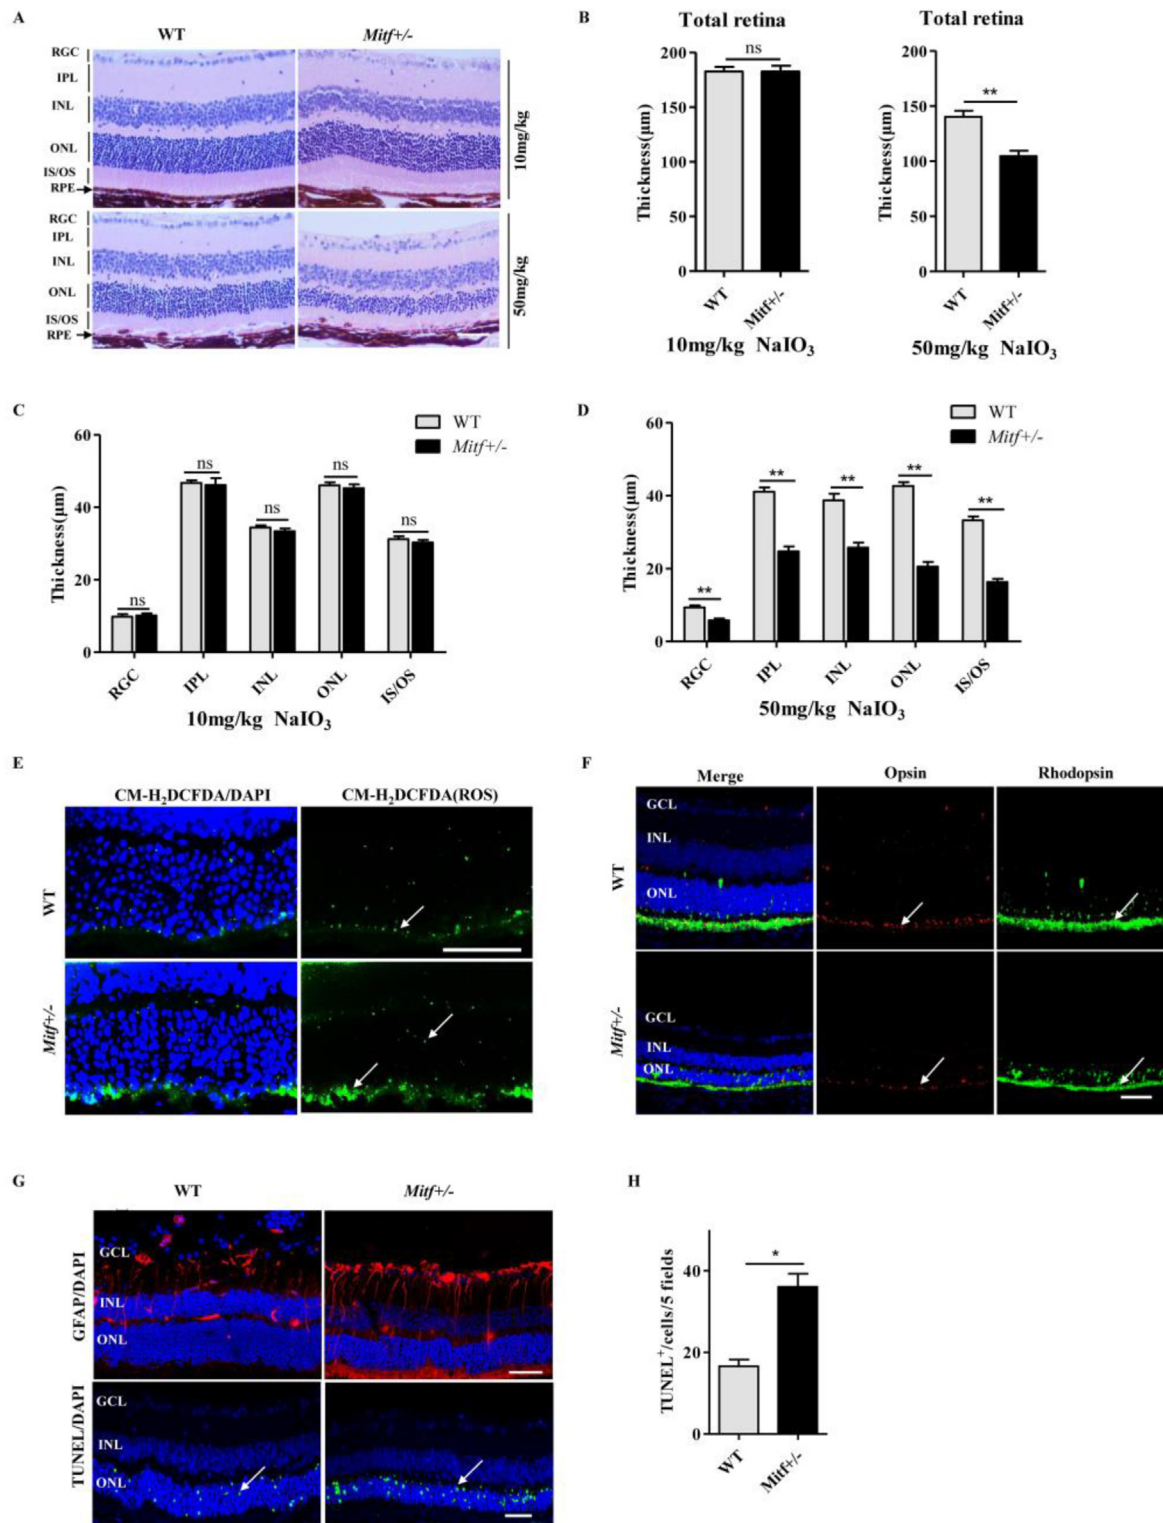 A
WT
Mitf+/-
RGC
IPL
INL
ONL
IS/OS
RPE
10mg/kg
RGC
IPL
INL
ONL
IS/OS
RPE
50mg/kg
B
Total retina
Thickness(µm)
200
150
100
50
0
ns
WT
Mitf+/-
10mg/kg NaIO₃
Total retina
Thickness(µm)
200
150
100
50
0
**
WT
Mitf+/-
50mg/kg NaIO₃
C
WT
Mitf+/-
Thickness(µm)
60
40
20
0
ns
ns
ns
ns
ns
RGC
IPL
INL
ONL
IS/OS
10mg/kg NaIO₃
D
WT
Mitf+/-
Thickness(µm)
60
40
20
0
**
**
**
**
**
RGC
IPL
INL
ONL
IS/OS
50mg/kg NaIO₃
E
CM-H₂DCFDA/DAPI
CM-H₂DCFDA(ROS)
WT
Mitf+/-
F
Merge
Opsin
Rhodopsin
WT
GCL
INL
ONL
Mitf+/-
GCL
INL
ONL
G
WT
Mitf+/-
GFAP/DAPI
GCL
INL
ONL
TUNEL/DAPI
GCL
INL
ONL
H
TUNEL⁺/cells/5 fields
40
20
0
*
WT
Mitf+/-